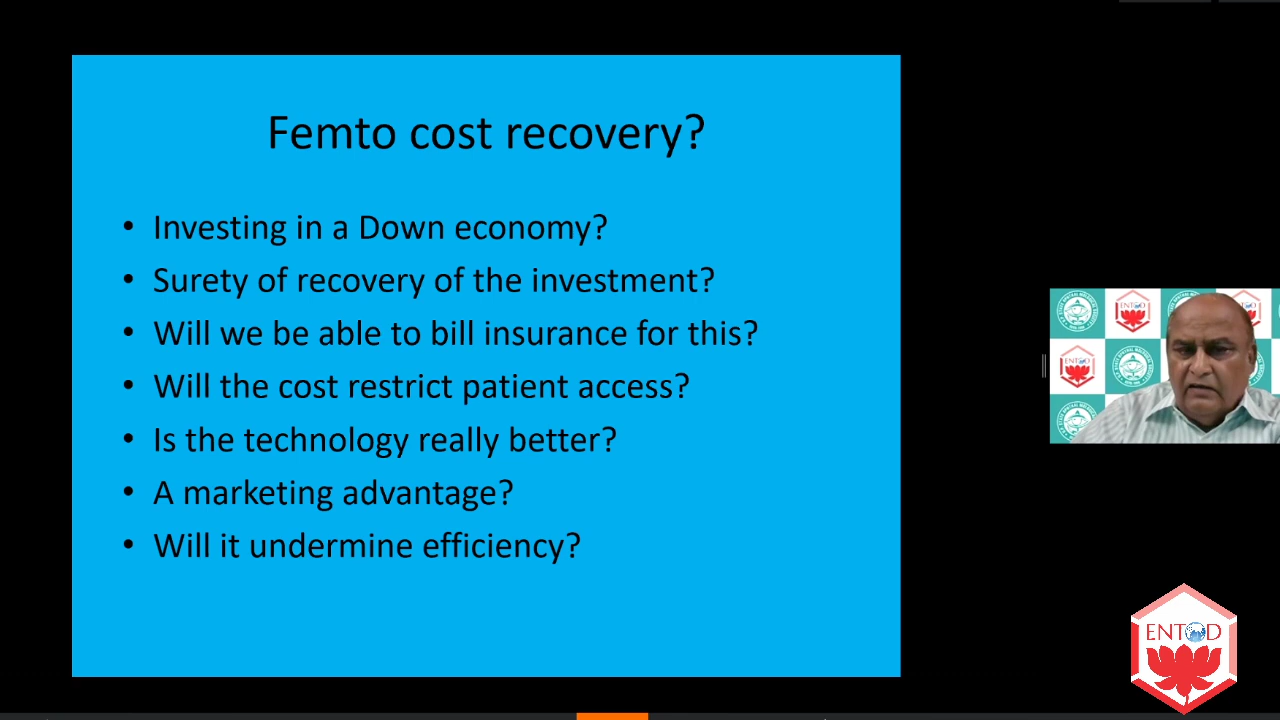 Femto cost recovery?
• Investing in a Down economy?
• Surety of recovery of the investment?
• Will we be able to bill insurance for this?
• Will the cost restrict patient access?
• Is the technology really better?
• A marketing advantage?
• Will it undermine efficiency?
ENTOD
ENTOD
ENTOD